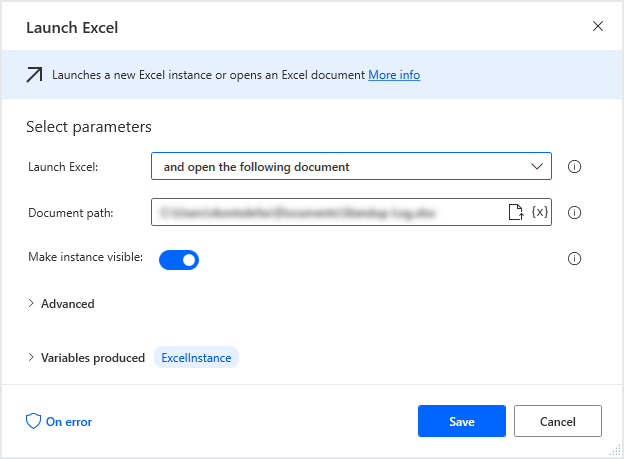 Launch Excel
Launches a new Excel instance or opens an Excel document More info
Select parameters
Launch Excel: and open the following document
Document path: {x}
Make instance visible:
Advanced
Variables produced ExcelInstance
On error Save Cancel